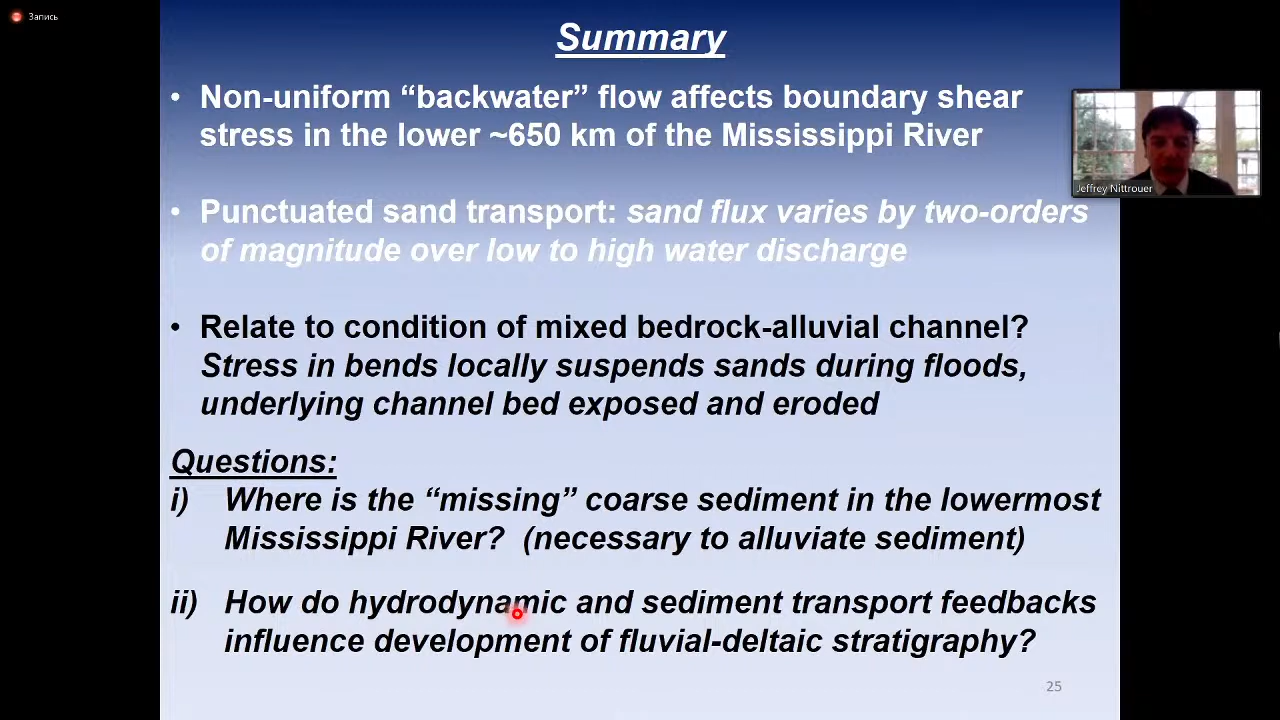 Запись
Summary
• Non-uniform “backwater” flow affects boundary shear
stress in the lower ~650 km of the Mississippi River
Jeffrey Nittrouer
• Punctuated sand transport: sand flux varies by two-orders
of magnitude over low to high water discharge
• Relate to condition of mixed bedrock-alluvial channel?
Stress in bends locally suspends sands during floods,
underlying channel bed exposed and eroded
Questions:
i) Where is the “missing” coarse sediment in the lowermost
Mississippi River? (necessary to alluviate sediment)
ii) How do hydrodynamic and sediment transport feedbacks
influence development of fluvial-deltaic stratigraphy?
25